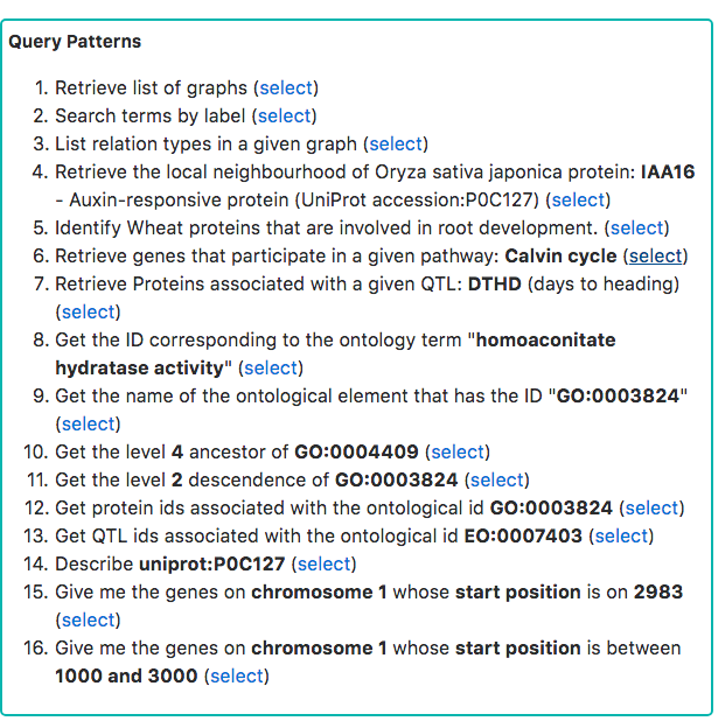 Query Patterns
1. Retrieve list of graphs (select)
2. Search terms by label (select)
3. List relation types in a given graph (select)
4. Retrieve the local neighbourhood of Oryza sativa japonica protein: IAA16
- Auxin-responsive protein (UniProt accession:P0C127) (select)
5. Identify Wheat proteins that are involved in root development. (select)
6. Retrieve genes that participate in a given pathway: Calvin cycle (select)
7. Retrieve Proteins associated with a given QTL: DTHD (days to heading)
(select)
8. Get the ID corresponding to the ontology term "homoaconitate
hydratase activity" (select)
9. Get the name of the ontological element that has the ID "GO:0003824"
(select)
10. Get the level 4 ancestor of GO:0004409 (select)
11. Get the level 2 descendence of GO:0003824 (select)
12. Get protein ids associated with the ontological id GO:0003824 (select)
13. Get QTL ids associated with the ontological id EO:0007403 (select)
14. Describe uniprot:P0C127 (select)
15. Give me the genes on chromosome 1 whose start position is on 2983
(select)
16. Give me the genes on chromosome 1 whose start position is between
1000 and 3000 (select)